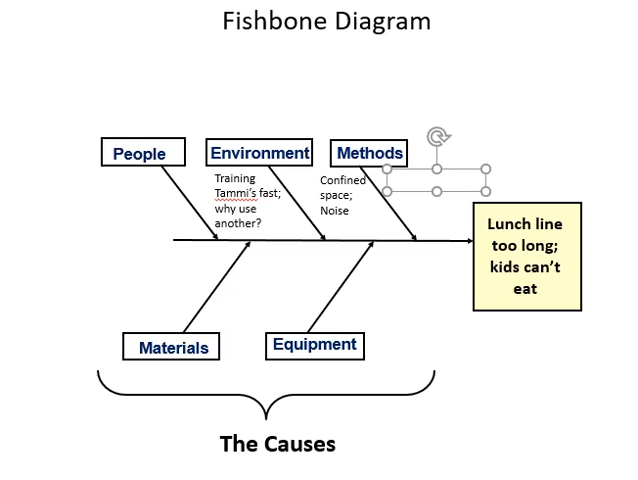 Fishbone Diagram
People
Environment
Methods
Training
Tammi's fast;
why use
another?
Confined
space;
Noise
Lunch line
too long;
kids can't
eat
Materials
Equipment
The Causes